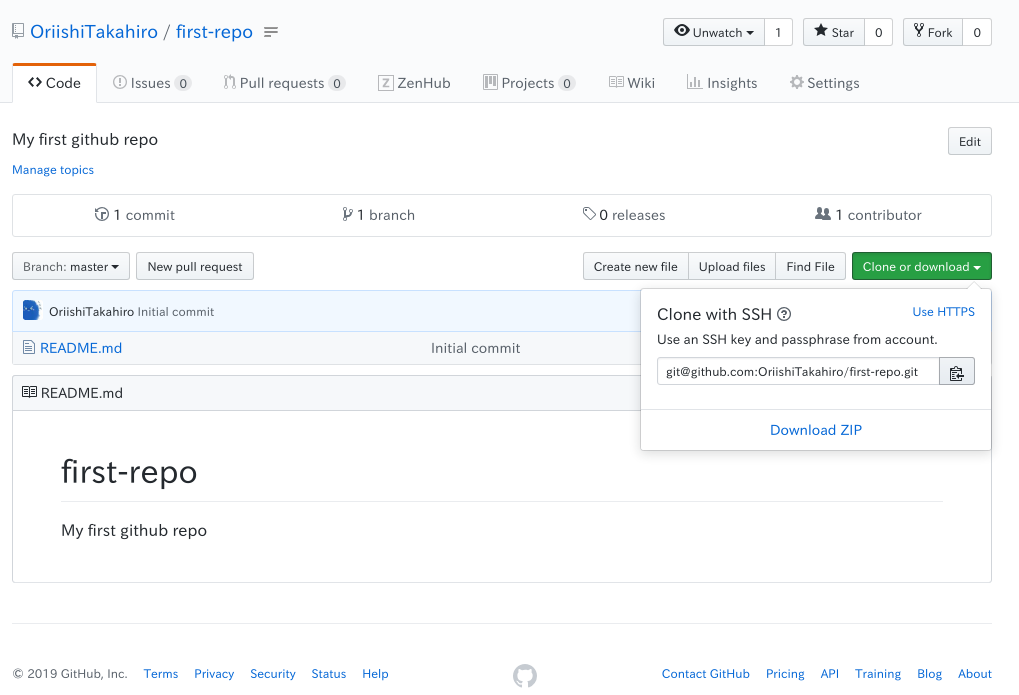 OriishiTakahiro / first-repo
Unwatch 1 Star 0 Fork 0
Code Issues 0 Pull requests 0 ZenHub Projects 0 Wiki Insights Settings
My first github repo
Edit
Manage topics
1 commit 1 branch 0 releases 1 contributor
Branch: master New pull request Create new file Upload files Find File Clone or download
OriishiTakahiro Initial commit
README.md Initial commit
Clone with SSH Use HTTPS
Use an SSH key and passphrase from account.
git@github.com:OriishiTakahiro/first-repo.git
Download ZIP
README.md
first-repo
My first github repo
© 2019 GitHub, Inc. Terms Privacy Security Status Help Contact GitHub Pricing API Training Blog About